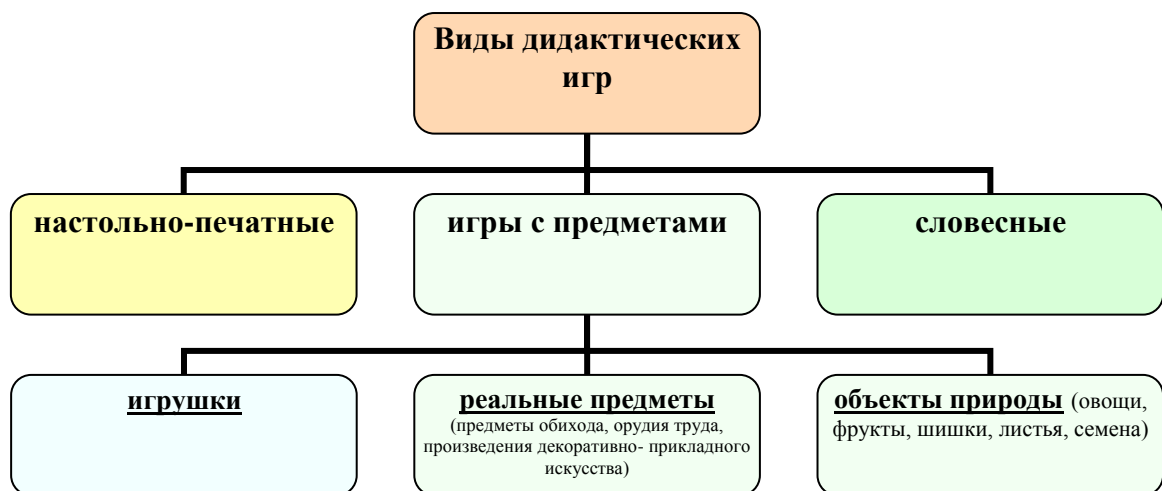 Виды дидактических
игр
настольно-печатные
игры с предметами
словесные
игрушки
реальные предметы
(предметы обихода, орудия труда,
произведения декоративно- прикладного
искусства)
объекты природы (овощи,
фрукты, шишки, листья, семена)